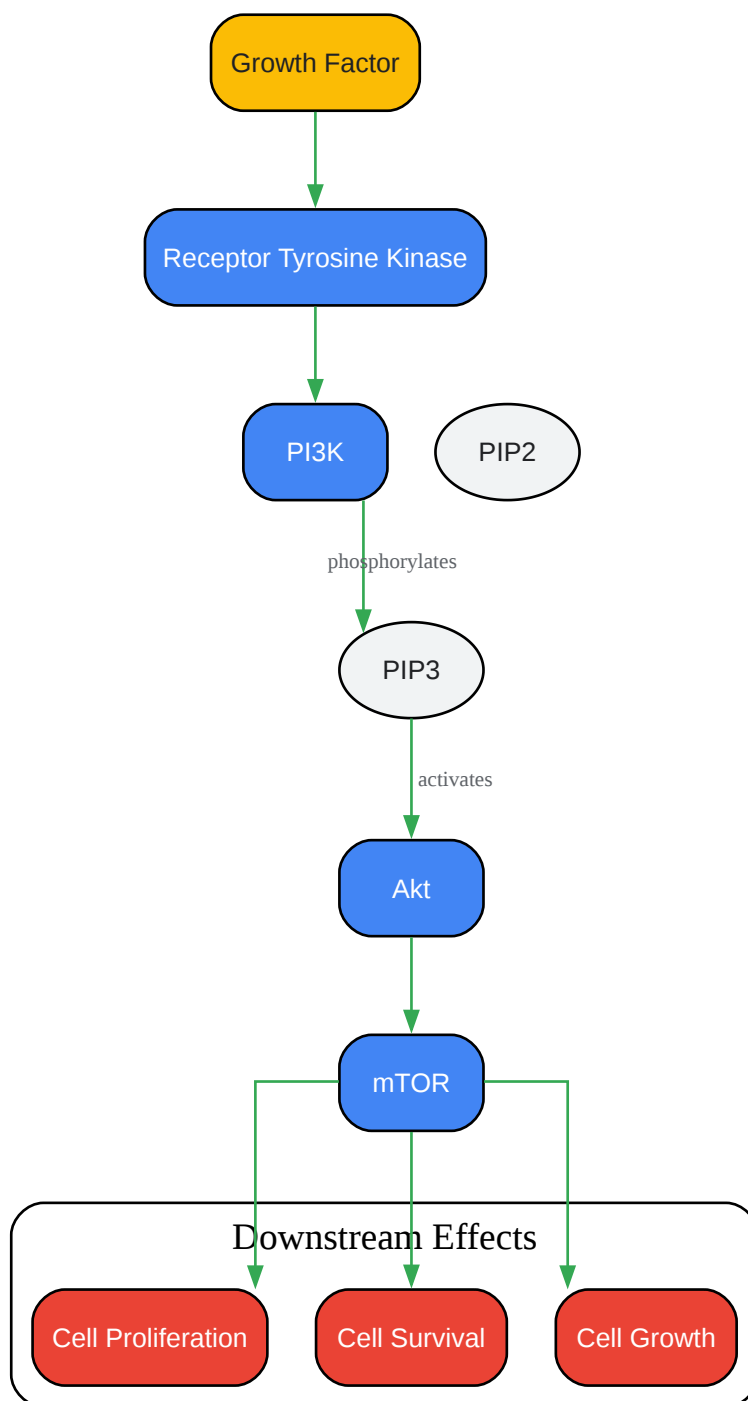 Growth Factor
Receptor Tyrosine Kinase
PI3K
PIP2
phosphorylates
PIP3
activates
Akt
mTOR
Downstream Effects
Cell Proliferation
Cell Survival
Cell Growth